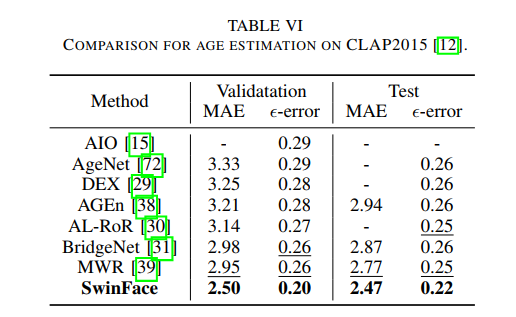 TABLE VI
COMPARISON FOR AGE ESTIMATION ON CLAP2015 [12].
Method Validatation Test
MAE ϵ-error MAE ϵ-error
AIO [15] - 0.29 - -
AgeNet [72] 3.33 0.29 - 0.26
DEX [29] 3.25 0.28 - 0.26
AGEn [38] 3.21 0.28 2.94 0.26
AL-RoR [30] 3.14 0.27 - 0.25
BridgeNet [31] 2.98 0.26 2.87 0.26
MWR [39] 2.95 0.26 2.77 0.25
SwinFace 2.50 0.20 2.47 0.22